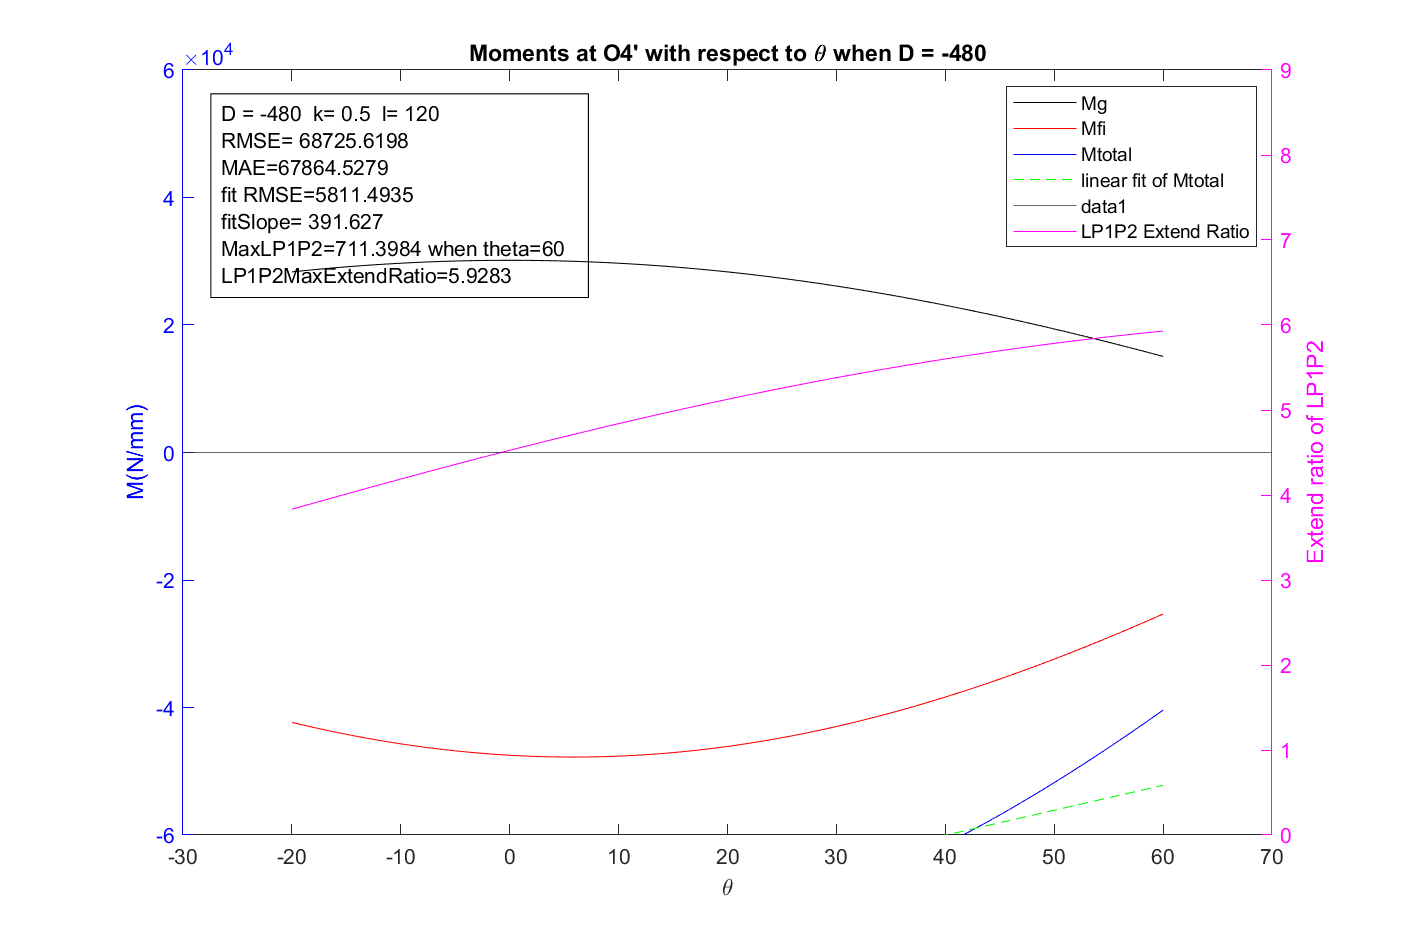 Moments at O4' with respect to θ when D = -480
×10⁴
6
4
2
0
-2
-4
-6
M(N/mm)
D = -480 k= 0.5 l= 120
RMSE= 68725.6198
MAE=67864.5279
fit RMSE=5811.4935
fitSlope= 391.627
MaxLP1P2=711.3984 when theta=60
LP1P2MaxExtendRatio=5.9283
Mg
Mfi
Mtotal
linear fit of Mtotal
data1
LP1P2 Extend Ratio
9
8
7
6
5
4
3
2
1
0
Extend ratio of LP1P2
-30 -20 -10 0 10 20 30 40 50 60 70
θ